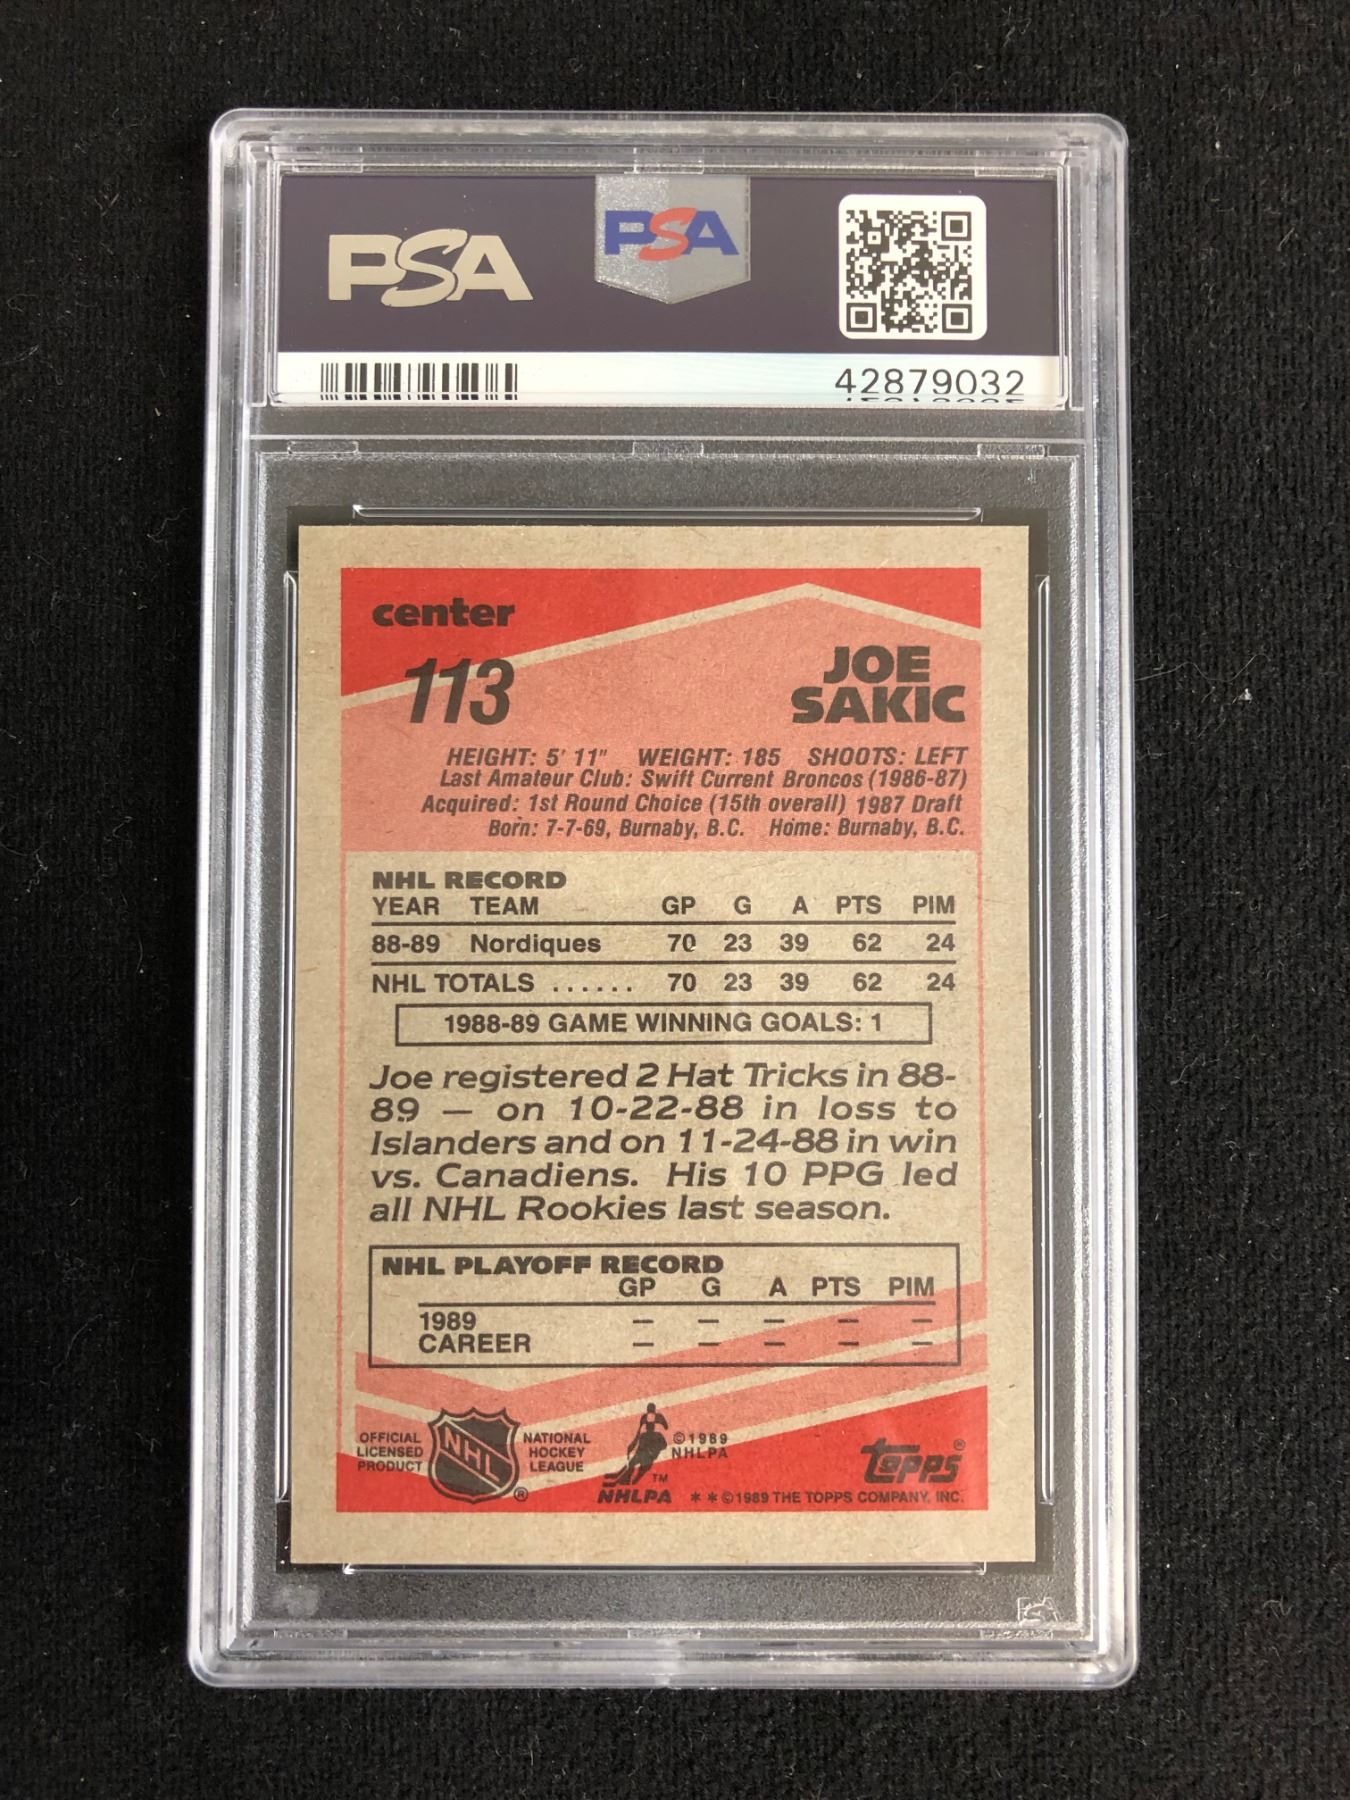 PSA
PSA
42879032
center
113
JOE
SAKIC
HEIGHT: 5' 11" WEIGHT: 185 SHOOTS: LEFT
Last Amateur Club: Swift Current Broncos (1986-87)
Acquired: 1st Round Choice (15th overall) 1987 Draft
Born: 7-7-69, Burnaby, B.C. Home: Burnaby, B.C.
NHL RECORD
YEAR TEAM GP G A PTS PIM
88-89 Nordiques 70 23 39 62 24
NHL TOTALS ...... 70 23 39 62 24
1988-89 GAME WINNING GOALS: 1
Joe registered 2 Hat Tricks in 88-
89 — on 10-22-88 in loss to
Islanders and on 11-24-88 in win
vs. Canadiens. His 10 PPG led
all NHL Rookies last season.
NHL PLAYOFF RECORD
GP G A PTS PIM
1989 — — — — —
CAREER — — — — —
OFFICIAL
LICENSED
PRODUCT
NHL
®
NATIONAL
HOCKEY
LEAGUE
©1989
NHLPA
TM
NHLPA
topps®
**©1989 THE TOPPS COMPANY, INC.
PSA